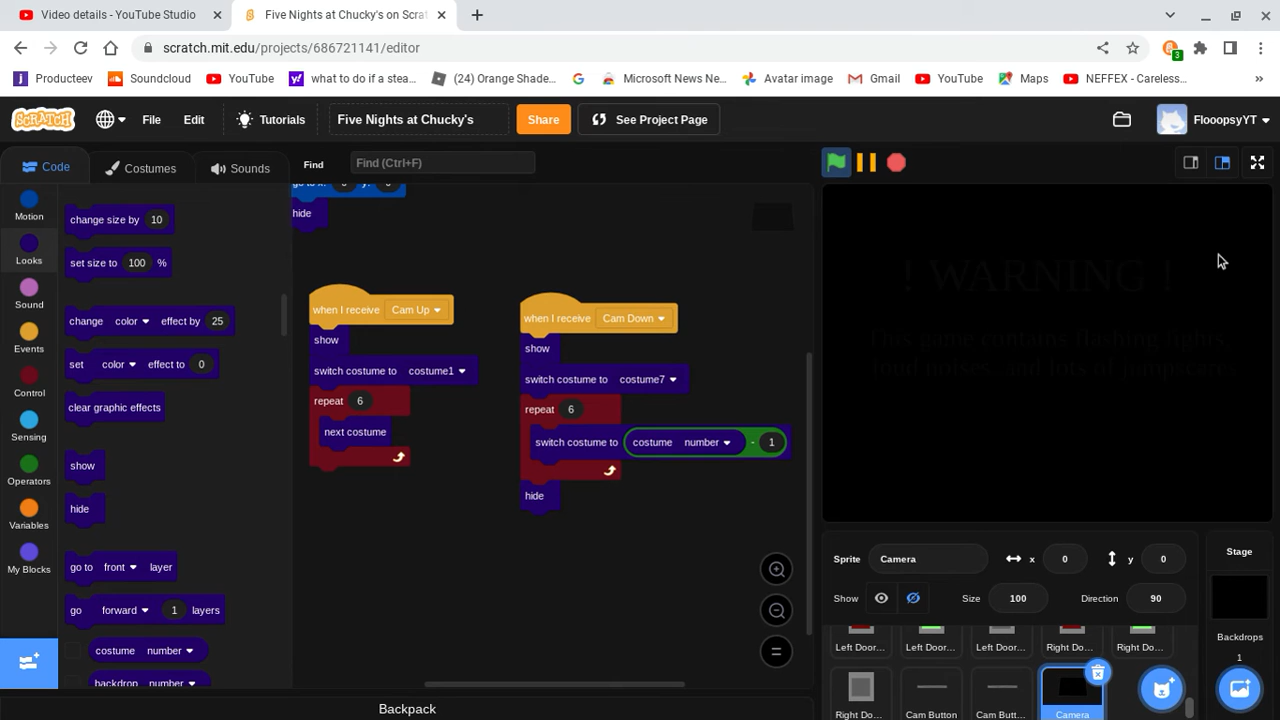 Video details - YouTube Studio
Five Nights at Chucky's on Scrat
scratch.mit.edu/projects/686721141/editor
3
Producteev
Soundcloud
YouTube
what to do if a stea...
(24) Orange Shade...
Microsoft News Ne...
Avatar image
Gmail
YouTube
Maps
NEFFEX - Careless...
»
SCRATCH
File
Edit
Tutorials
Five Nights at Chucky's
Share
See Project Page
FlooopsyYT
Code
Costumes
Sounds
Find
Find (Ctrl+F)
Motion
Looks
Sound
Events
Control
Sensing
Operators
Variables
My Blocks
change size by 10
set size to 100 %
change color effect by 25
set color effect to 0
clear graphic effects
show
hide
go to front layer
go forward 1 layers
costume number
backdrop number
hide
when I receive Cam Up
show
switch costume to costume1
repeat 6
next costume
when I receive Cam Down
show
switch costume to costume7
repeat 6
switch costume to costume number - 1
hide
! WARNING !
This game contains flashing lights,
loud noises, and lots of jumpscares
Sprite
Camera
x
0
y
0
Show
Size
100
Direction
90
Left Door...
Left Door...
Left Door...
Right Do...
Right Do...
Right Do...
Cam Button
Cam Butt...
Camera
Stage
Backdrops
1
Backpack